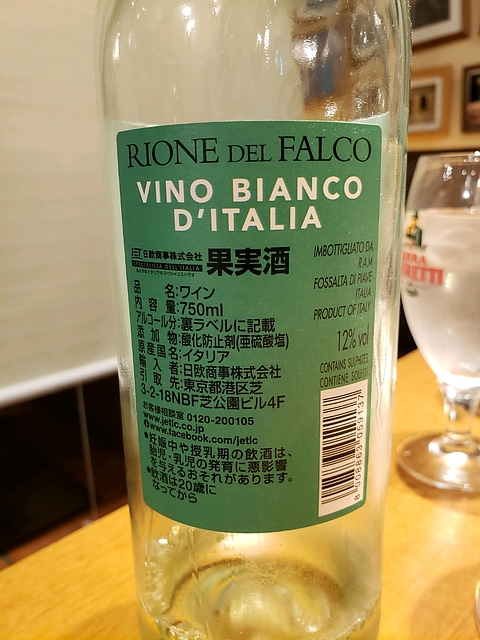 RIONE DEL FALCO
VINO BIANCO
D'ITALIA
日欧商事株式会社
SPECIALISTA DELL'ITALIA
果実酒
品名:ワイン
内容量:750ml
アルコール分:裏ラベルに記載
添加物:酸化防止剤(亜硫酸塩)
原産国名:イタリア
輸入者:日欧商事株式会社
引取先:東京都港区芝
3-2-18NBF芝公園ビル4F
お客様相談室 0120-200105
www.jetlc.co.jp
www.facebook.com/jetlc
●妊娠中や授乳期の飲酒は、
胎児・乳児の発育に悪影響
を与えるおそれがあります。
●飲酒は20歳に
なってから
IMBOTTIGLIATO DA
R.A.M
FOSSALTA DI PIAVE
ITALIA
PRODUCT OF ITALY
12% vol
CONTAINS SULPHITES
CONTIENE SOLFITI
8 008863 059137